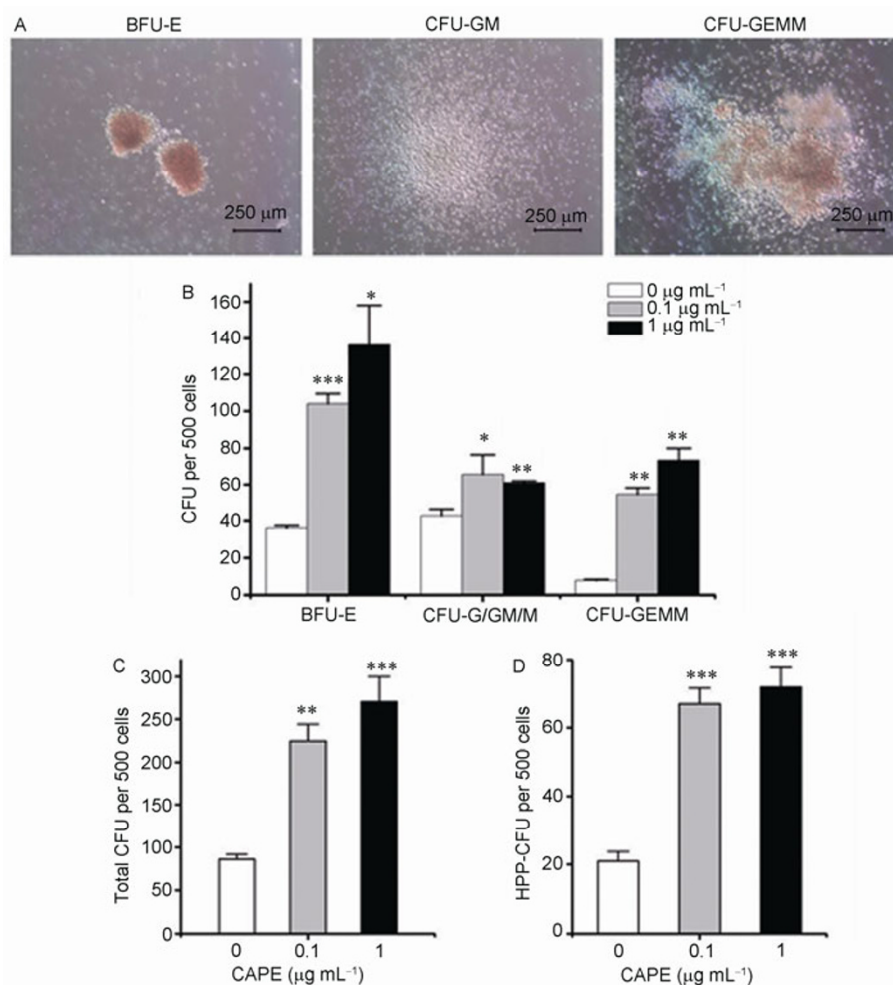 A
BFU-E CFU-GM CFU-GEMM
250 μm 250 μm 250 μm
B
CFU per 500 cells
160
140
120
100
80
60
40
20
0
*** * * ** ** **
0 μg mL⁻¹
0.1 μg mL⁻¹
1 μg mL⁻¹
BFU-E CFU-G/GM/M CFU-GEMM
C
Total CFU per 500 cells
300
250
200
150
100
50
0
** ***
0 0.1 1
CAPE (μg mL⁻¹)
D
HPP-CFU per 500 cells
80
60
40
20
0
*** ***
0 0.1 1
CAPE (μg mL⁻¹)